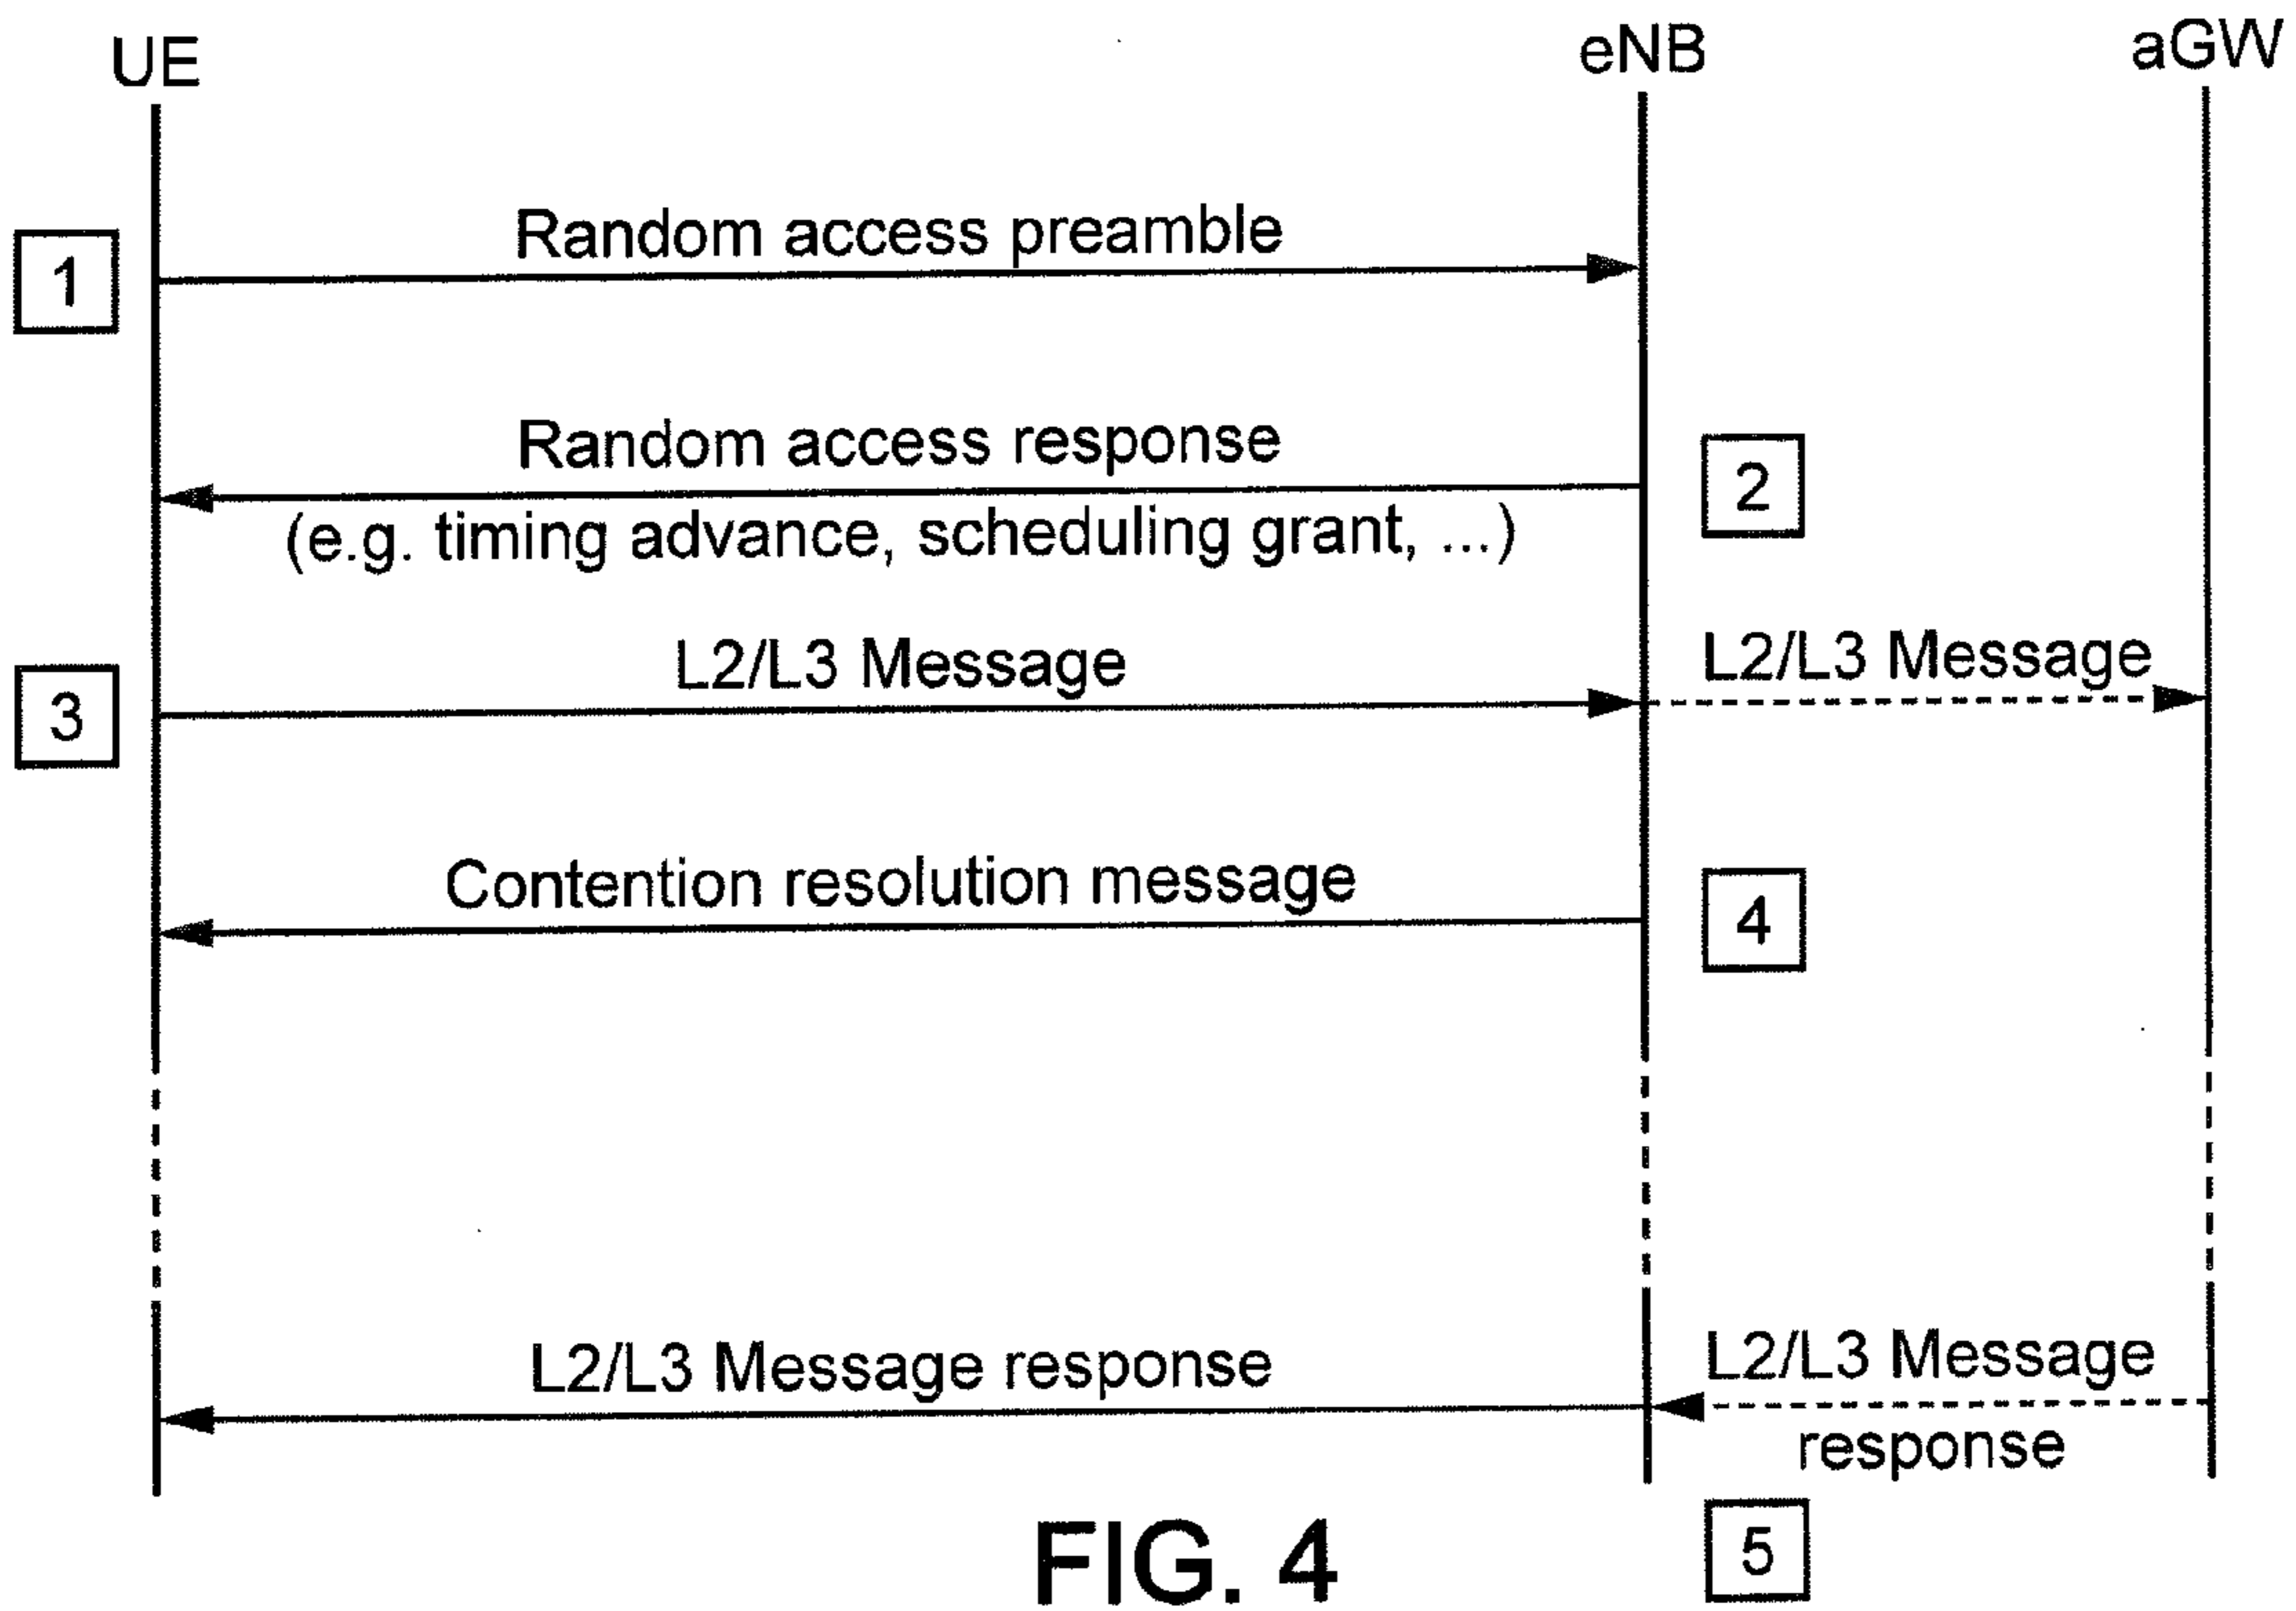 UE
eNB
aGW
Random access preamble
1
Random access response
2
(e.g. timing advance, scheduling grant, ...)
L2/L3 Message
L2/L3 Message
3
Contention resolution message
4
L2/L3 Message response
L2/L3 Message
response
5
FIG. 4